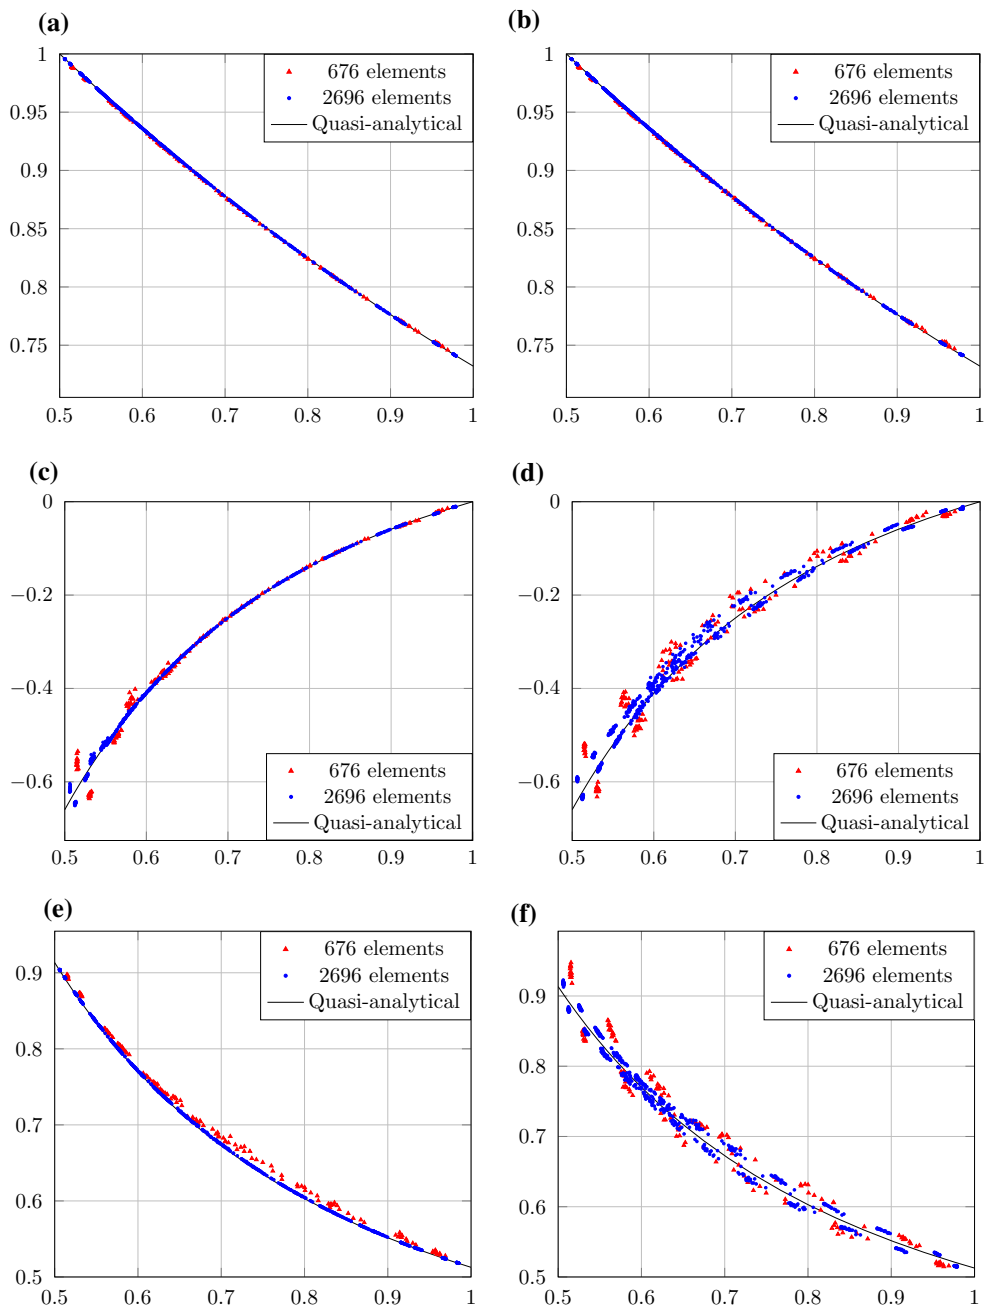 (a)
1
0.95
0.9
0.85
0.8
0.75
0.5 0.6 0.7 0.8 0.9 1
676 elements
2696 elements
Quasi-analytical
(b)
1
0.95
0.9
0.85
0.8
0.75
0.5 0.6 0.7 0.8 0.9 1
676 elements
2696 elements
Quasi-analytical
(c)
0
−0.2
−0.4
−0.6
0.5 0.6 0.7 0.8 0.9 1
676 elements
2696 elements
Quasi-analytical
(d)
0
−0.2
−0.4
−0.6
0.5 0.6 0.7 0.8 0.9 1
676 elements
2696 elements
Quasi-analytical
(e)
0.9
0.8
0.7
0.6
0.5
0.5 0.6 0.7 0.8 0.9 1
676 elements
2696 elements
Quasi-analytical
(f)
0.9
0.8
0.7
0.6
0.5
0.5 0.6 0.7 0.8 0.9 1
676 elements
2696 elements
Quasi-analytical